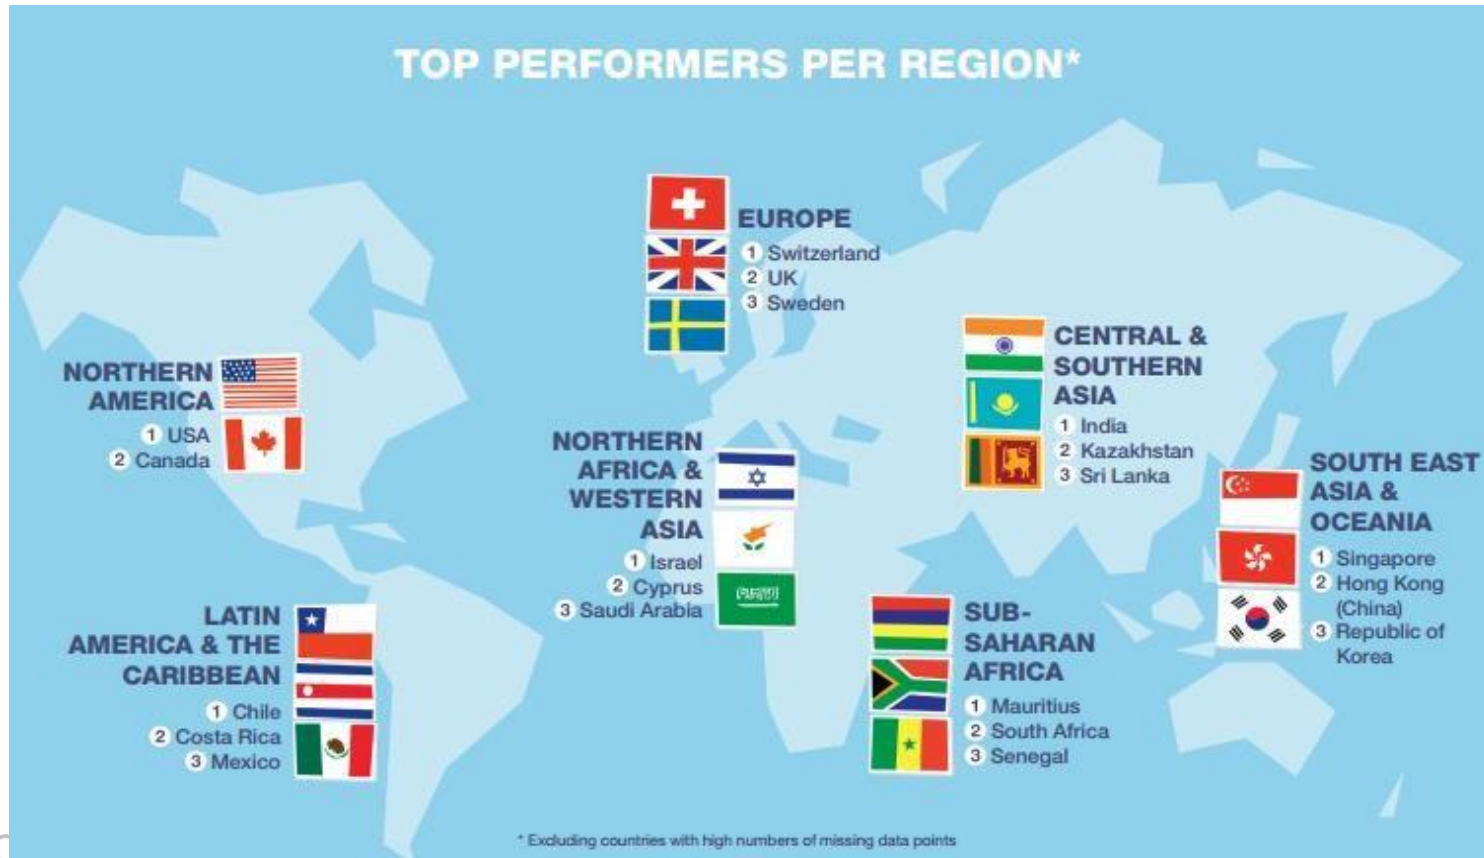 TOP PERFORMERS PER REGION*
EUROPE
1 Switzerland
2 UK
3 Sweden
NORTHERN
AMERICA
1 USA
2 Canada
CENTRAL &
SOUTHERN
ASIA
1 India
2 Kazakhstan
3 Sri Lanka
NORTHERN
AFRICA &
WESTERN
ASIA
1 Israel
2 Cyprus
3 Saudi Arabia
SOUTH EAST
ASIA &
OCEANIA
1 Singapore
2 Hong Kong
(China)
3 Republic of
Korea
LATIN
AMERICA & THE
CARIBBEAN
1 Chile
2 Costa Rica
3 Mexico
SUB-
SAHARAN
AFRICA
1 Mauritius
2 South Africa
3 Senegal
* Excluding countries with high numbers of missing data points